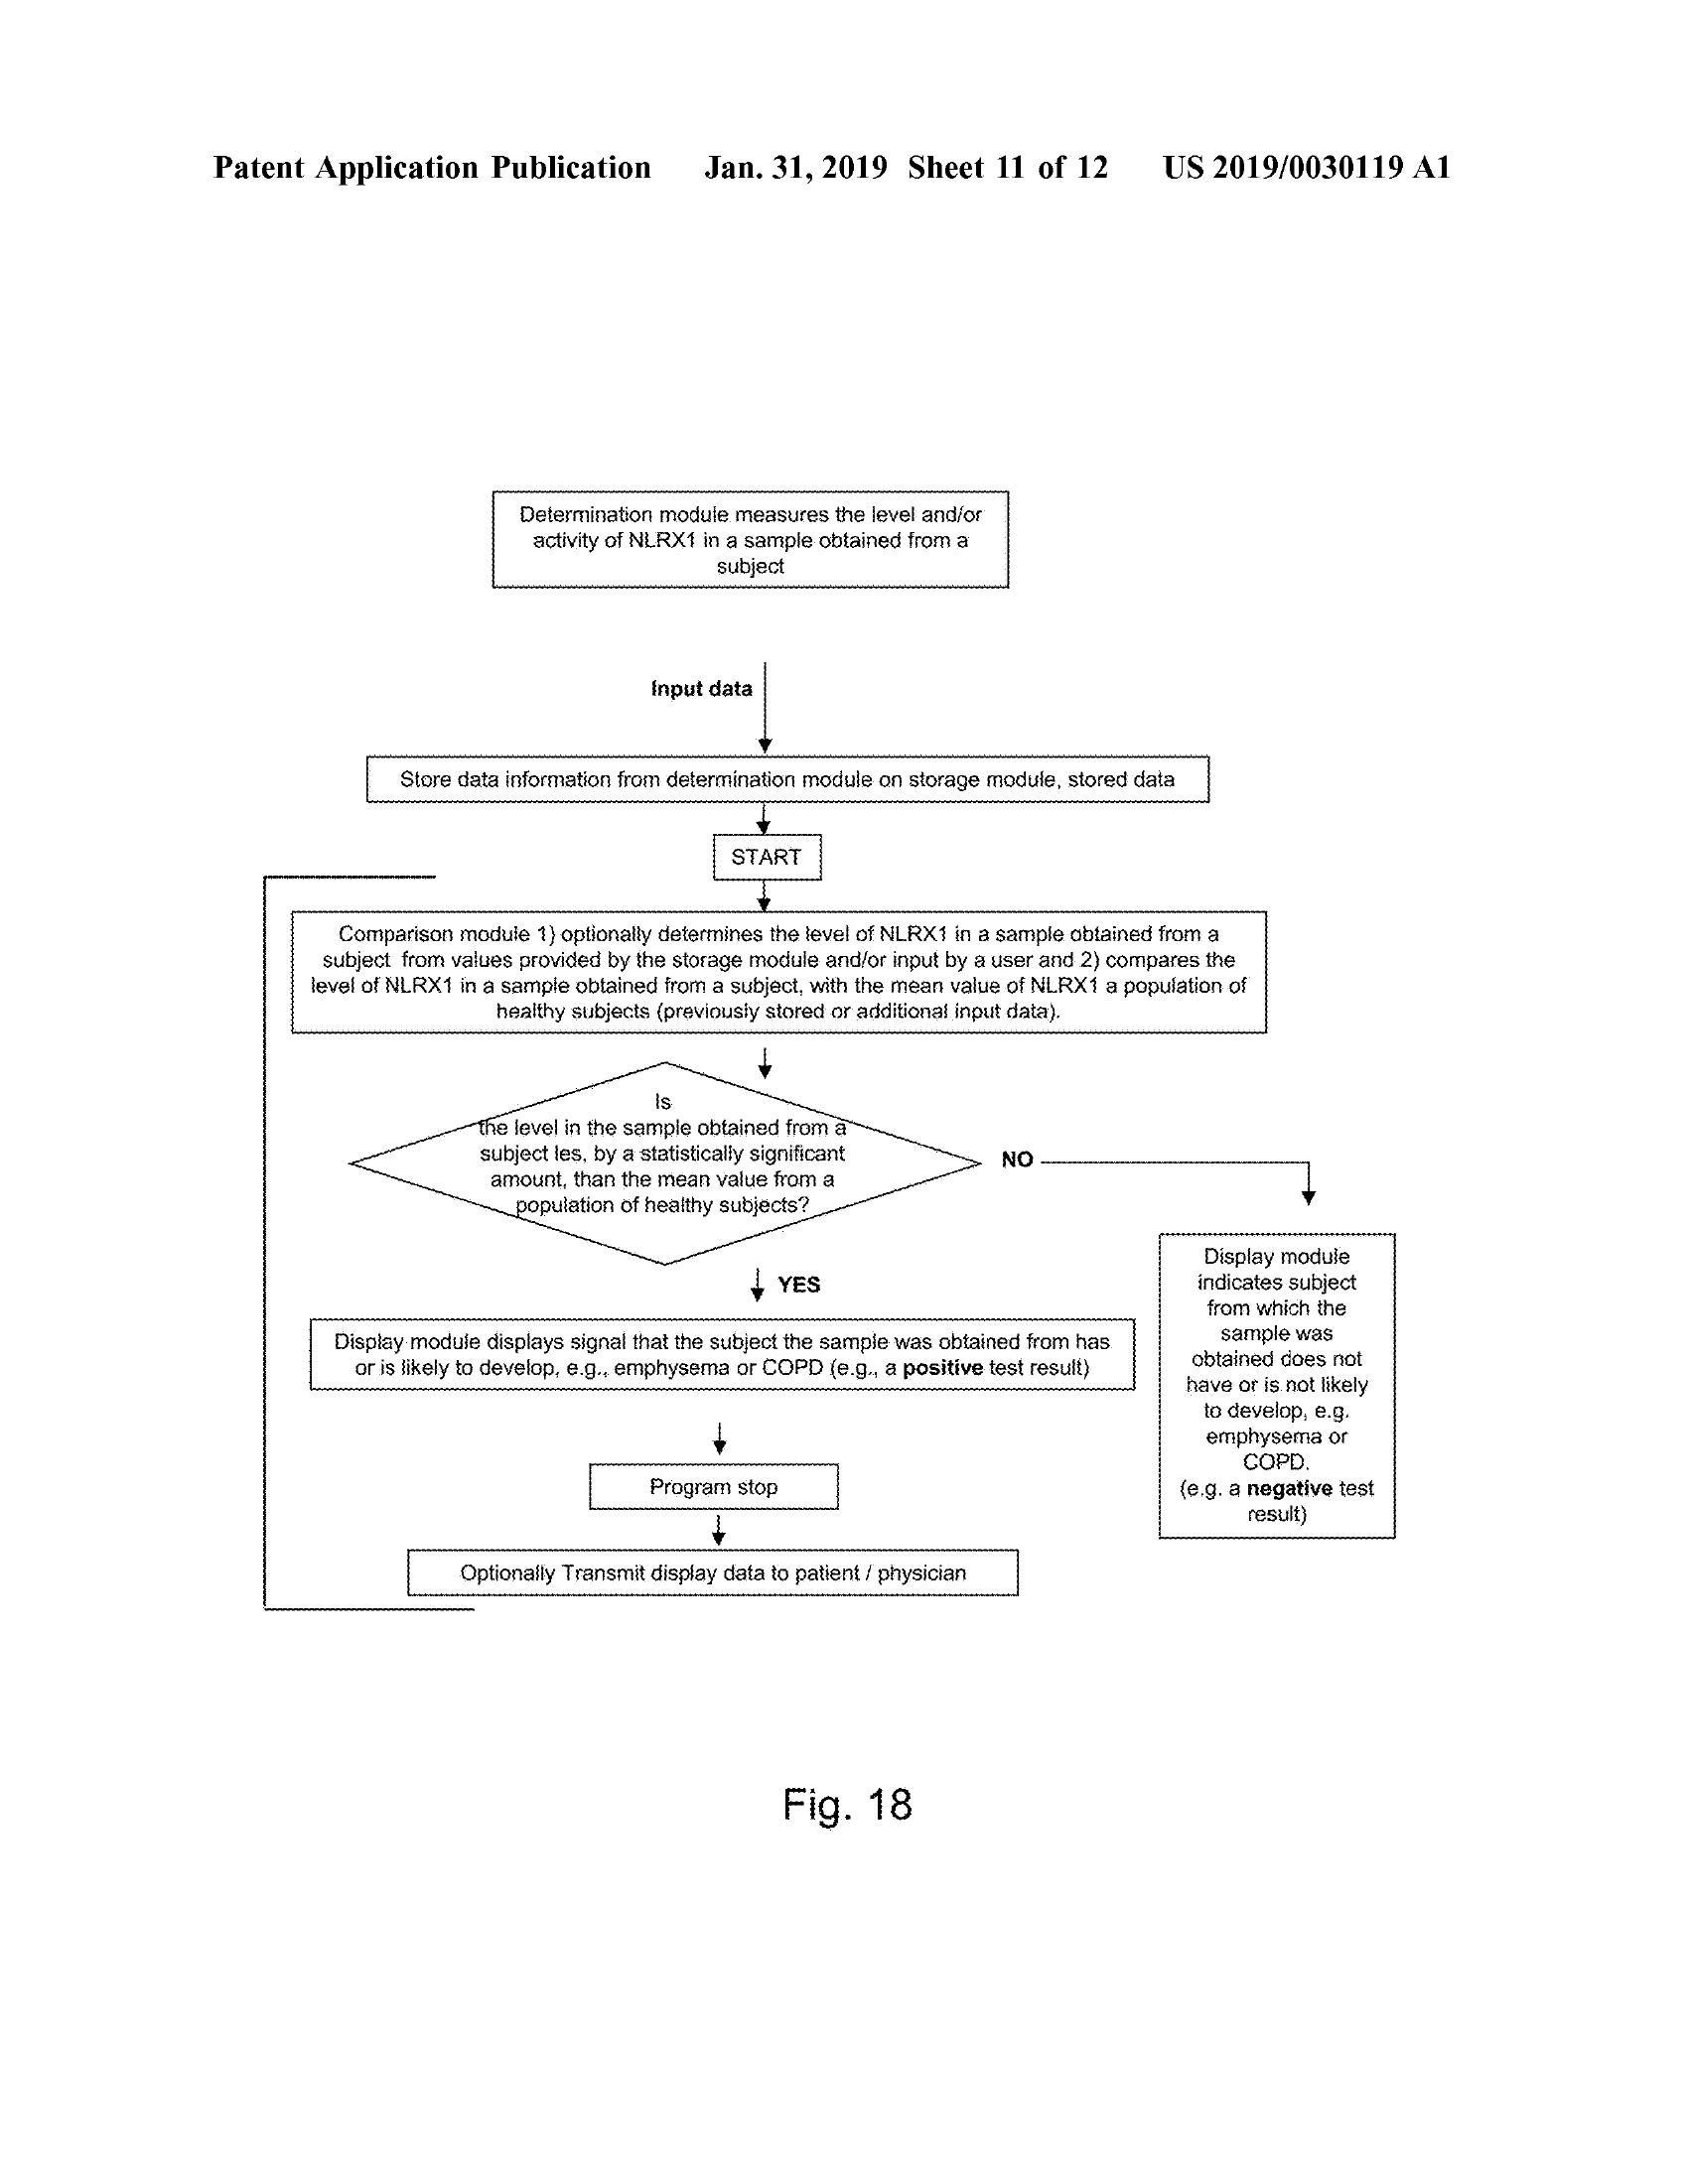 Patent Application Publication Jan. 31, 2019 Sheet 11 of 12 US 2019/0030119 A1
Determination module measures the level and/or
activity of NLRX1 in a sample obtained from a
subject
Input data
Store data information from determination module on storage module, stored data
START
Comparison module 1) optionally determines the level of NLRX1 in a sample obtained from a
subject from values provided by the storage module and/or input by a user and 2) compares the
level of NLRX1 in a sample obtained from a subject, with the mean value of NLRX1 a population of
healthy subjects (previously stored or additional input data).
Is
the level in the sample obtained from a
subject les, by a statistically significant
amount, than the mean value from a
population of healthy subjects?
NO
YES
Display module displays signal that the subject the sample was obtained from has
or is likely to develop, e.g., emphysema or COPD (e.g., a positive test result)
Display module
indicates subject
from which the
sample was
obtained does not
have or is not likely
to develop, e.g.
emphysema or
COPD.
(e.g. a negative test
result)
Program stop
Optionally Transmit display data to patient / physician
Fig. 18